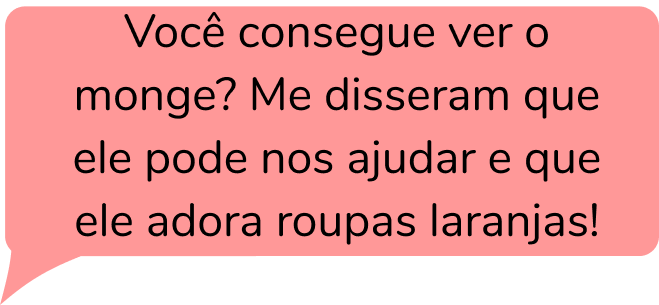 Você consegue ver o
monge? Me disseram que
ele pode nos ajudar e que
ele adora roupas laranjas!